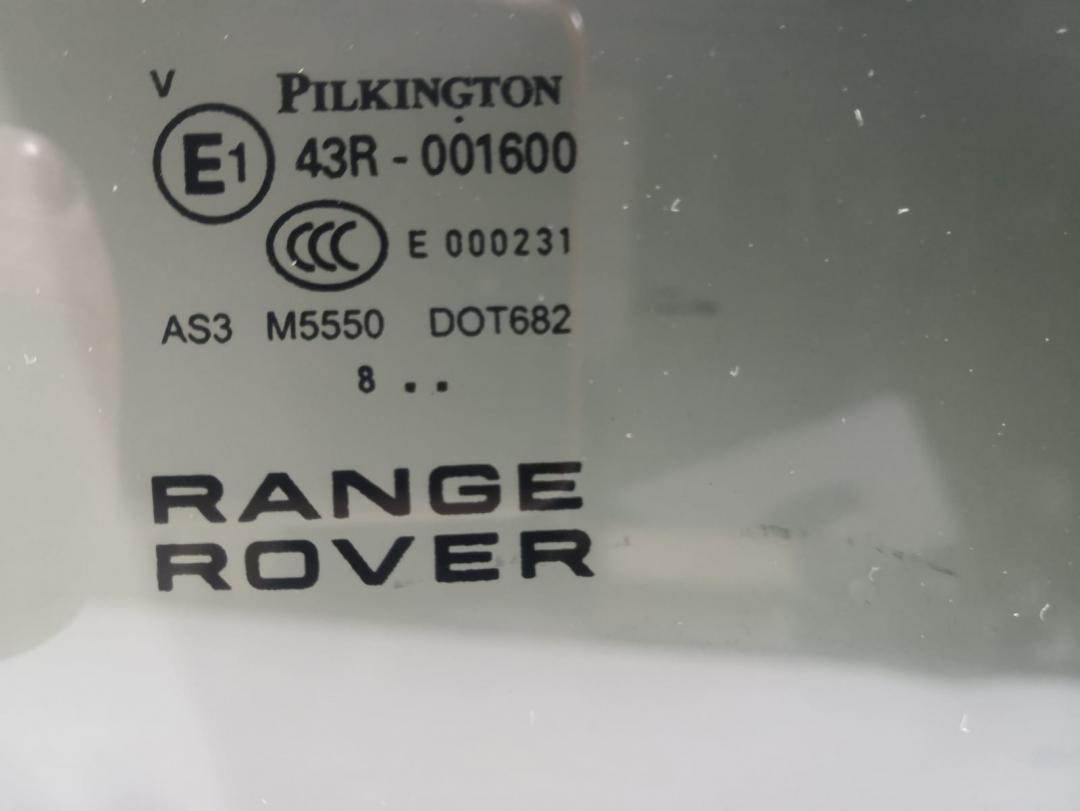 V
PILKINGTON
E1 43R - 001600
CCC E 000231
AS3 M5550 DOT682
8 . .
RANGE
ROVER